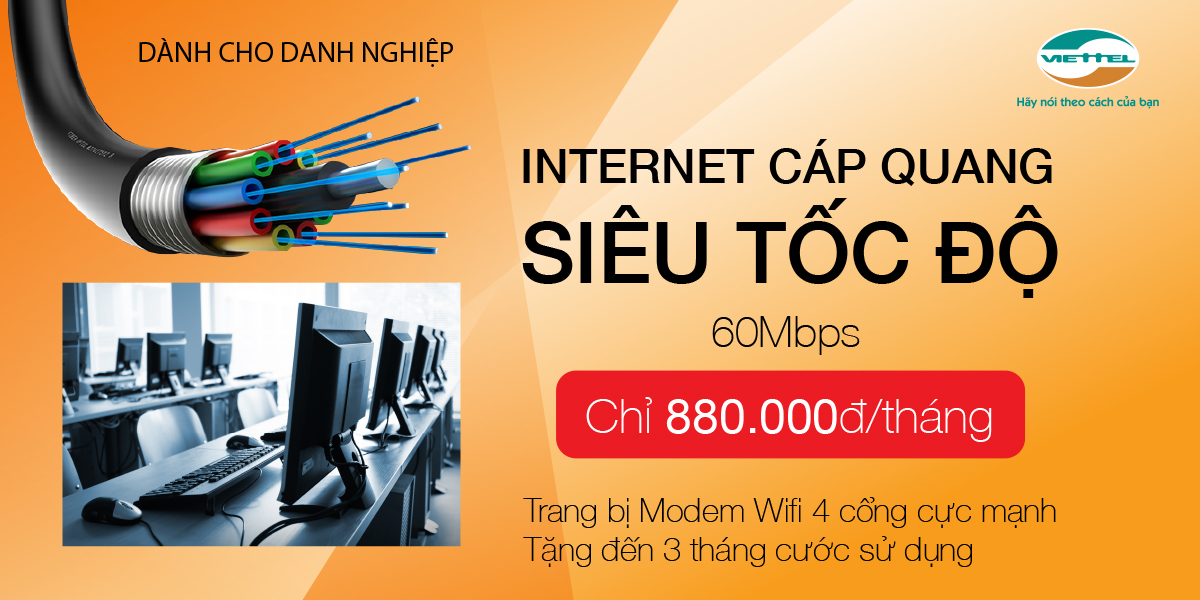 DÀNH CHO DANH NGHIỆP
VIETTEL
Hãy nói theo cách của bạn
INTERNET CÁP QUANG
SIÊU TỐC ĐỘ
60Mbps
Chỉ 880.000đ/tháng
Trang bị Modem Wifi 4 cổng cực mạnh
Tặng đến 3 tháng cước sử dụng